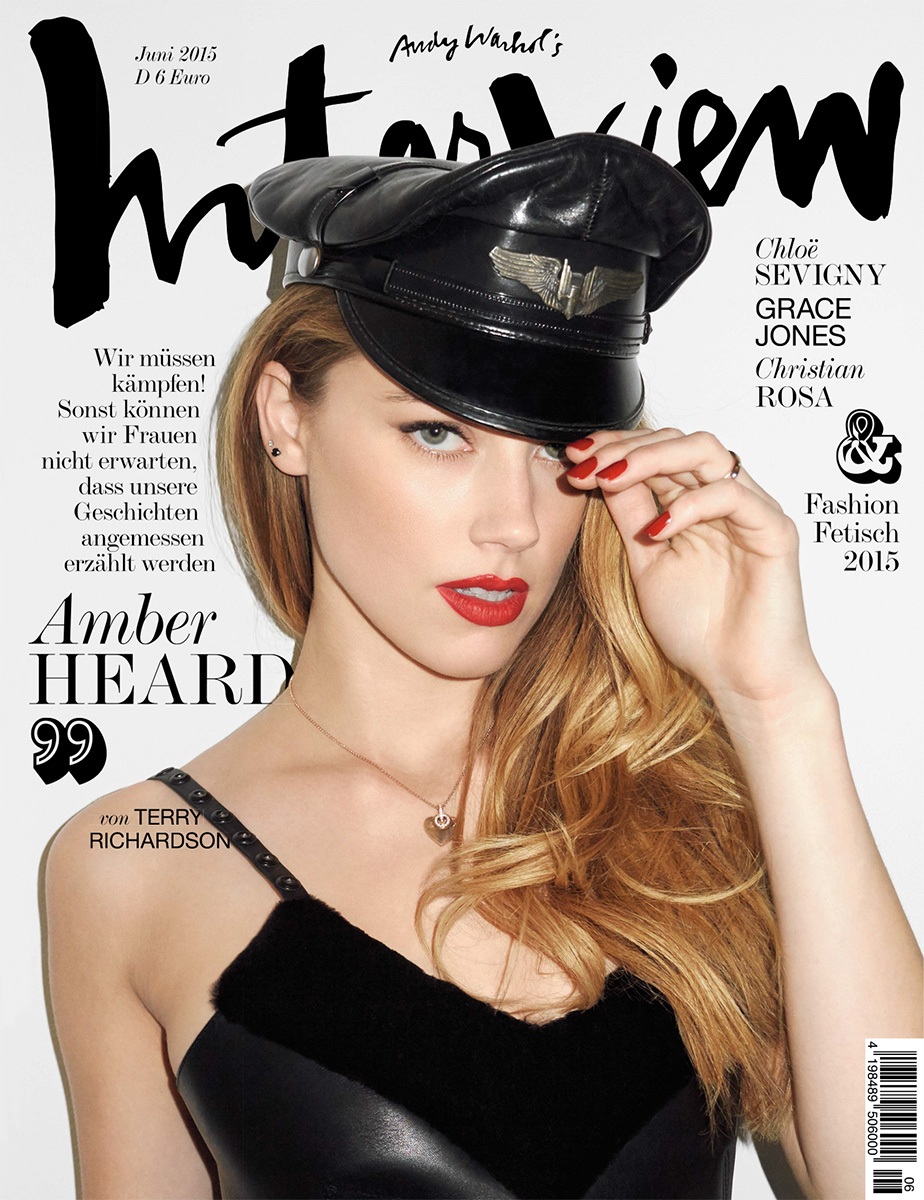 Juni 2015
D 6 Euro
Andy Warhol's
Interview
Chloë
SEVIGNY
GRACE
JONES
Christian
ROSA
&
Fashion
Fetisch
2015
Wir müssen
kämpfen!
Sonst können
wir Frauen
nicht erwarten,
dass unsere
Geschichten
angemessen
erzählt werden
Amber
HEARD
”
von TERRY
RICHARDSON
4 198489 506000
06